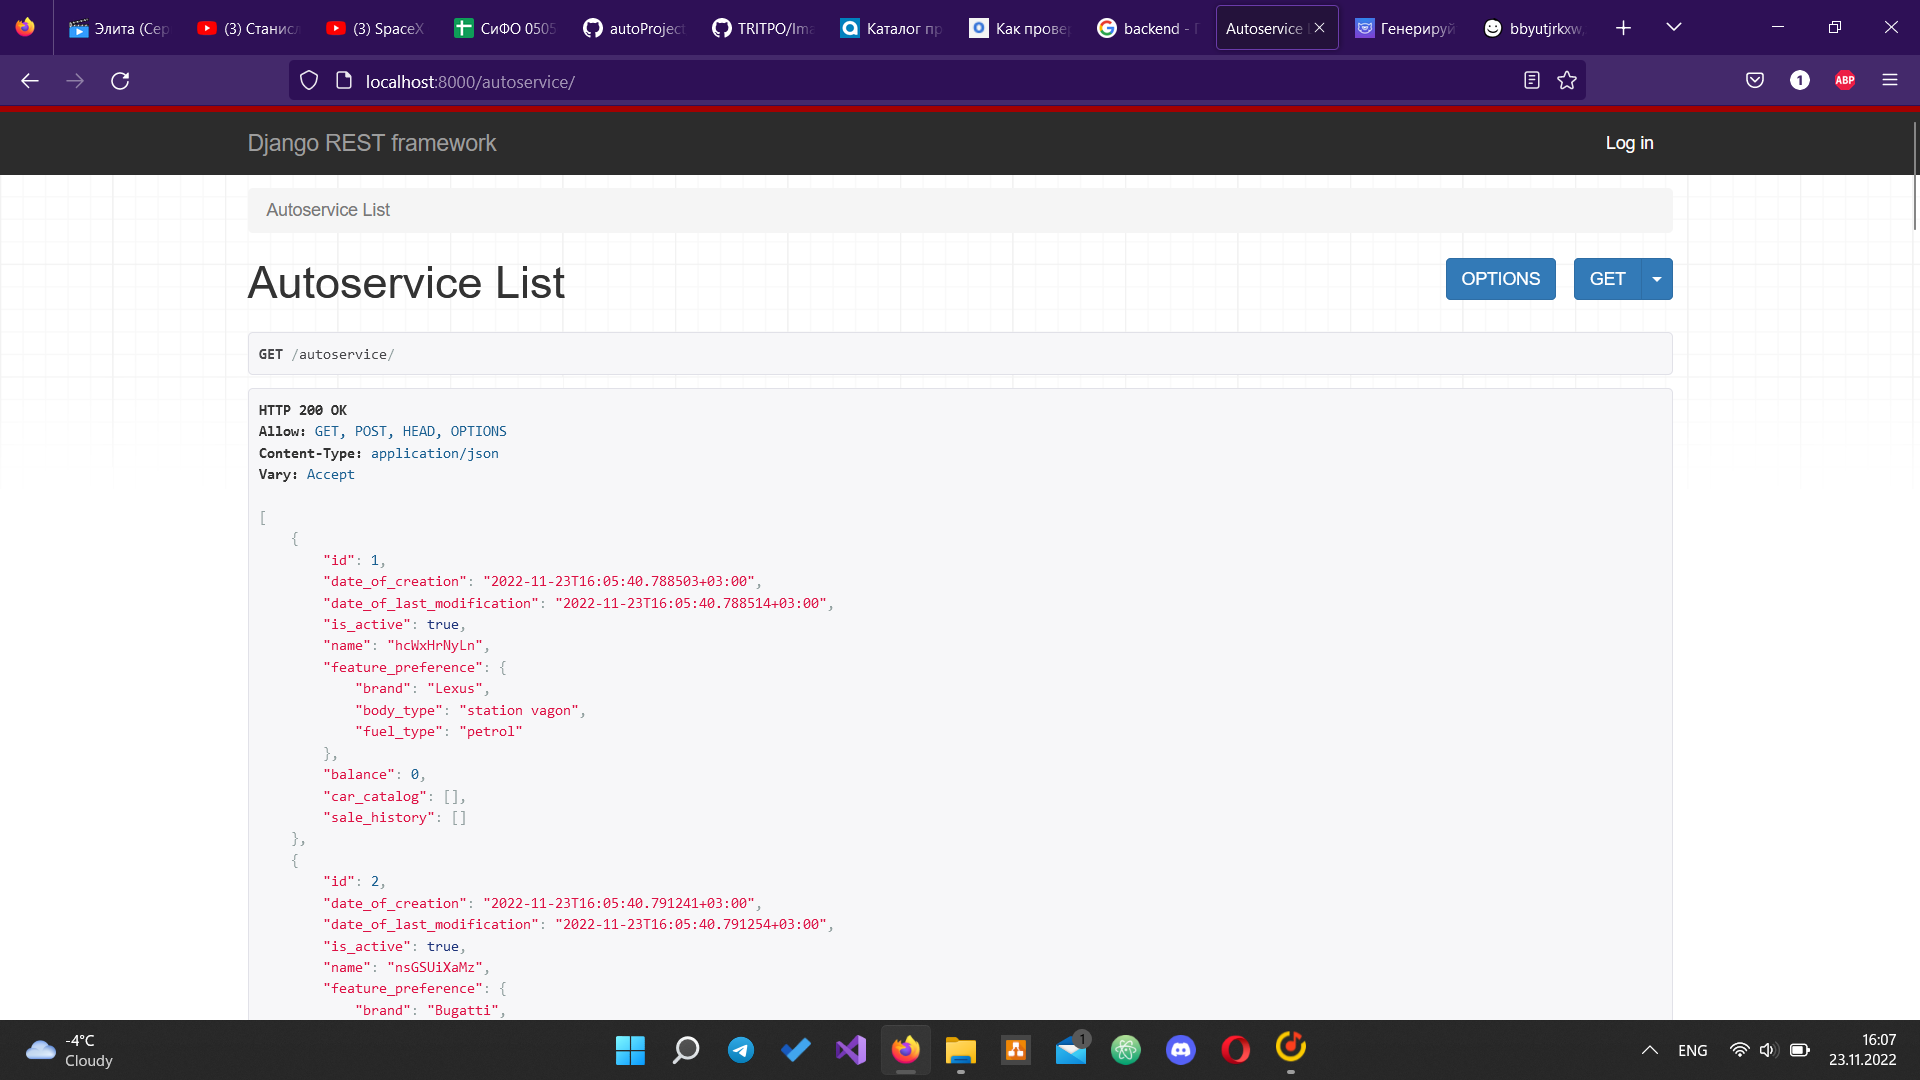 Элита (Сер
(3) Станисл
(3) SpaceX
СиФО 0505
autoProject
TRITPO/Ima
Каталог пр
Как прове
backend - П
Autoservice
Генерируй
bbyutjrkxw,
localhost:8000/autoservice/
1
ABP
Django REST framework
Log in
Autoservice List
Autoservice List
OPTIONS
GET
GET /autoservice/
HTTP 200 OK
Allow: GET, POST, HEAD, OPTIONS
Content-Type: application/json
Vary: Accept
[
{
"id": 1,
"date_of_creation": "2022-11-23T16:05:40.788503+03:00",
"date_of_last_modification": "2022-11-23T16:05:40.788514+03:00",
"is_active": true,
"name": "hcWxHrNyLn",
"feature_preference": {
"brand": "Lexus",
"body_type": "station vagon",
"fuel_type": "petrol"
},
"balance": 0,
"car_catalog": [],
"sale_history": []
},
{
"id": 2,
"date_of_creation": "2022-11-23T16:05:40.791241+03:00",
"date_of_last_modification": "2022-11-23T16:05:40.791254+03:00",
"is_active": true,
"name": "nsGSUiXaMz",
"feature_preference": {
"brand": "Bugatti",
-4°C
Cloudy
1
ENG
16:07
23.11.2022